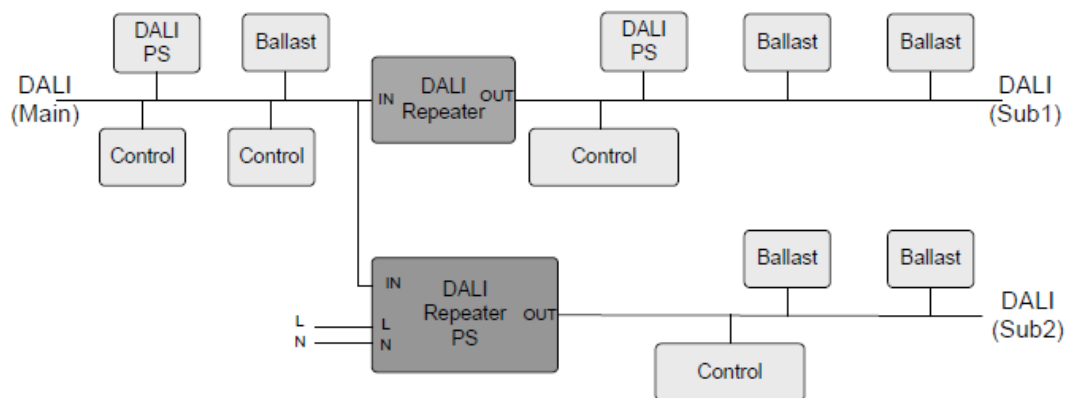 DALI
PS
Ballast
DALI
PS
Ballast
Ballast
DALI
(Main)
IN
DALI
Repeater
OUT
DALI
(Sub1)
Control
Control
Control
Ballast
Ballast
IN
DALI
Repeater
PS
OUT
L
N
L
N
DALI
(Sub2)
Control